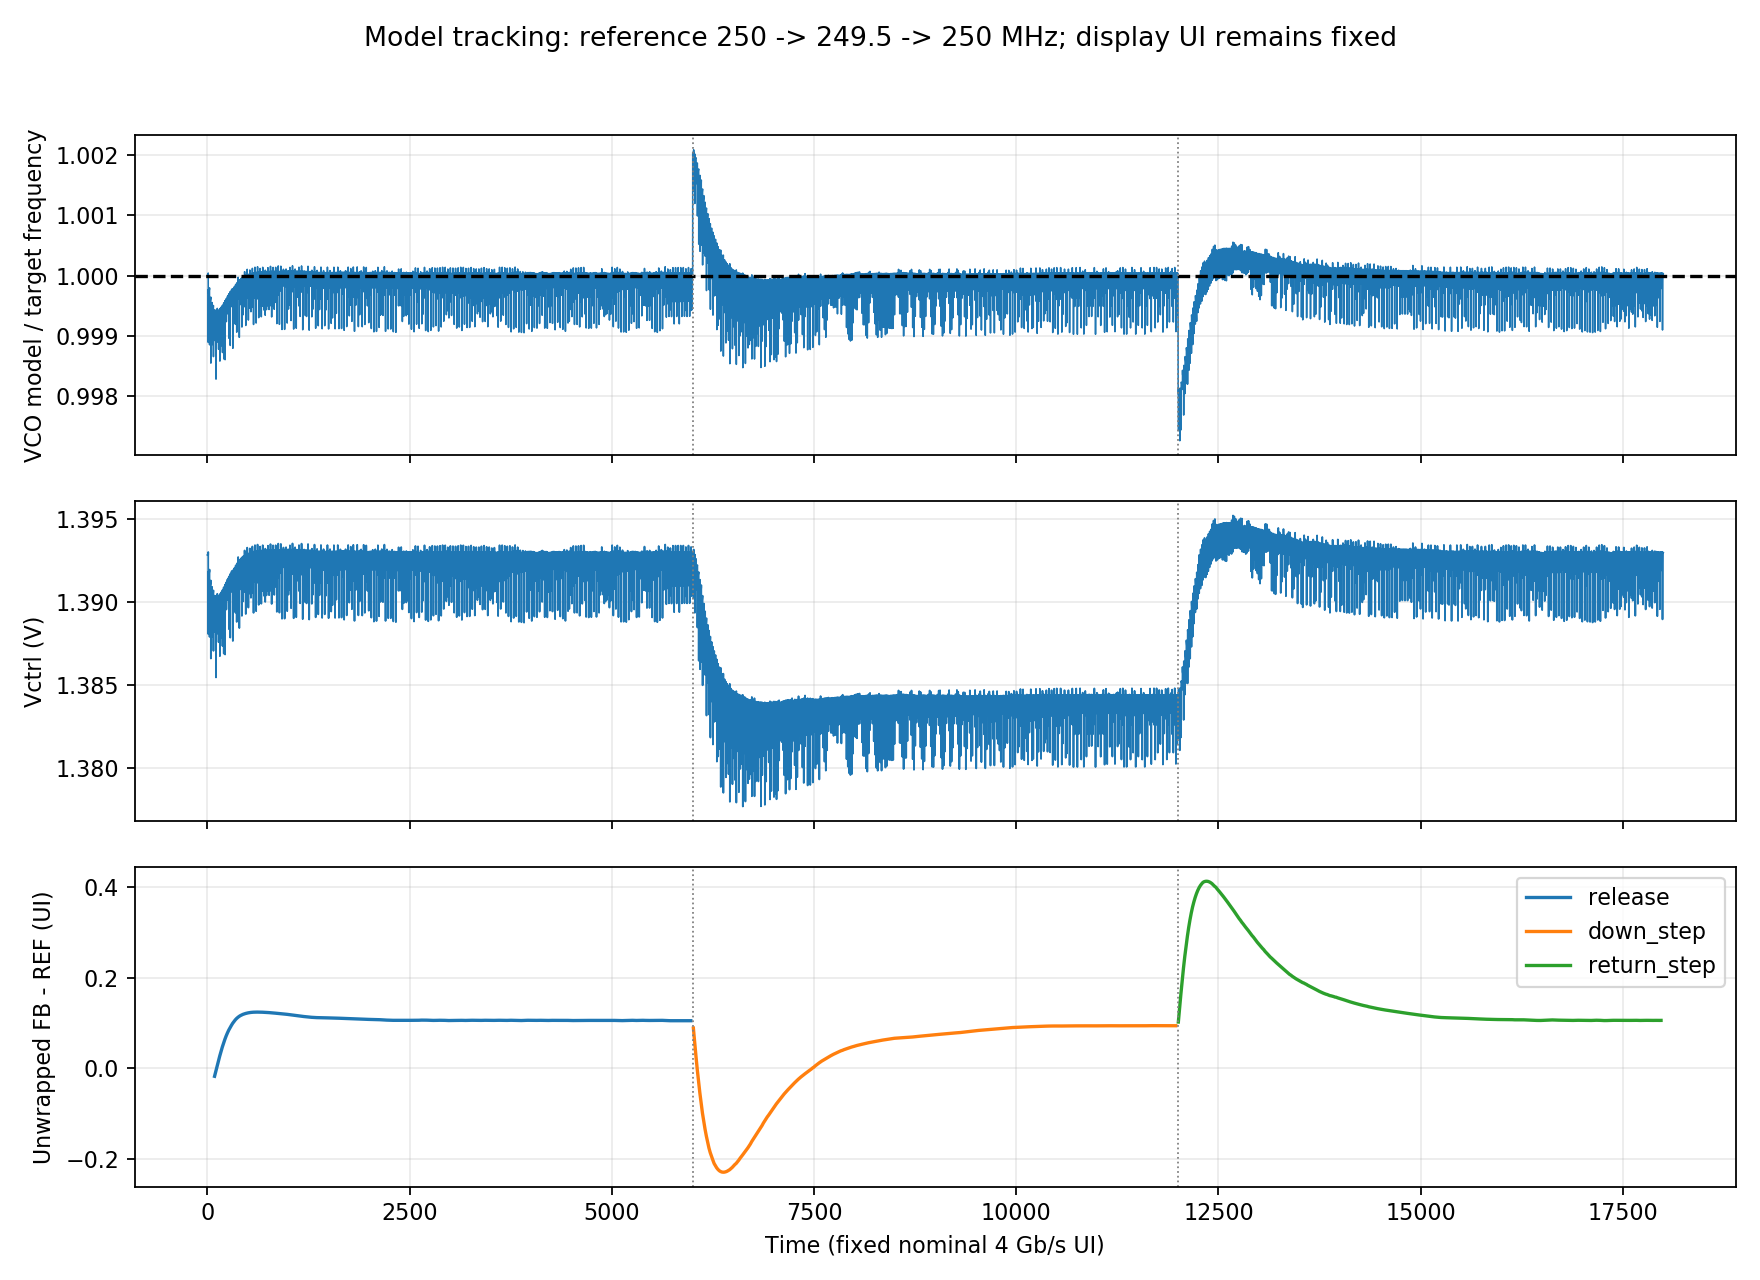 Model tracking: reference 250 -> 249.5 -> 250 MHz; display UI remains fixed
VCO model / target frequency
1.002
1.001
1.000
0.999
0.998
Vctrl (V)
1.395
1.390
1.385
1.380
Unwrapped FB - REF (UI)
0.4
0.2
0.0
−0.2
release
down_step
return_step
0 2500 5000 7500 10000 12500 15000 17500
Time (fixed nominal 4 Gb/s UI)